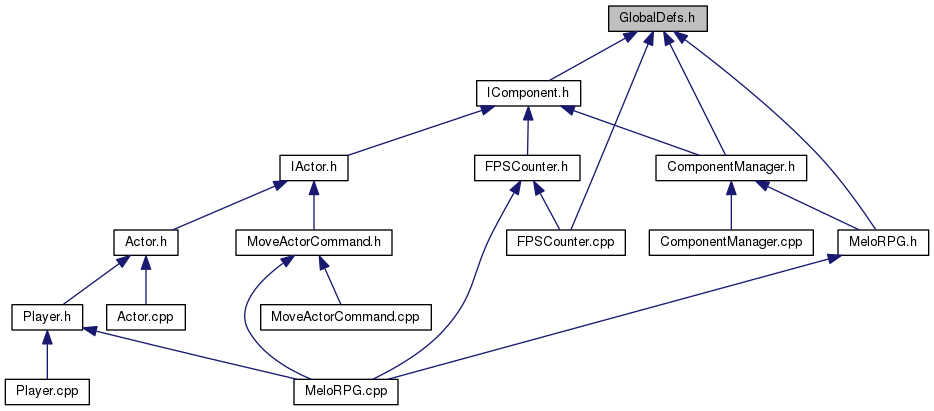 GlobalDefs.h
IComponent.h
IActor.h
FPSCounter.h
ComponentManager.h
Actor.h
MoveActorCommand.h
FPSCounter.cpp
ComponentManager.cpp
MeloRPG.h
Player.h
Actor.cpp
MoveActorCommand.cpp
Player.cpp
MeloRPG.cpp